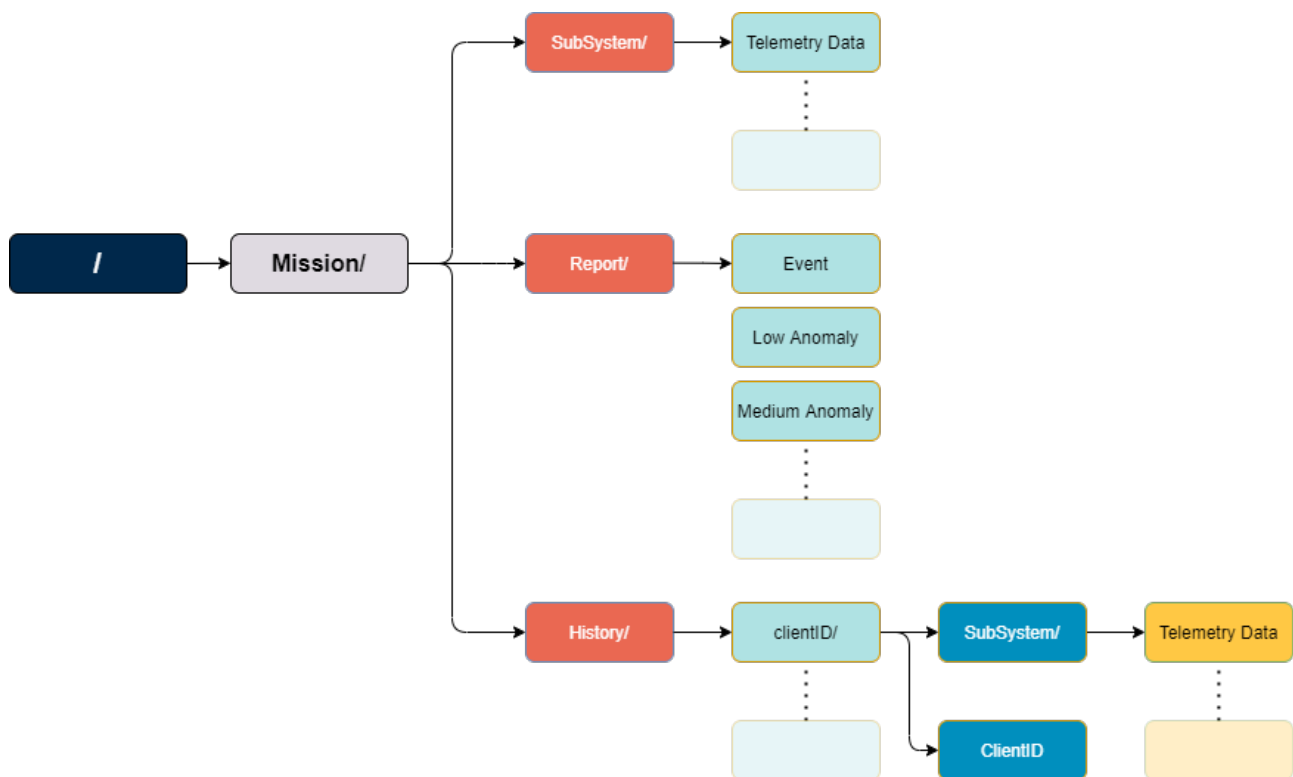 SubSystem/
Telemetry Data
/
Mission/
Report/
Event
Low Anomaly
Medium Anomaly
History/
clientID/
SubSystem/
Telemetry Data
ClientID